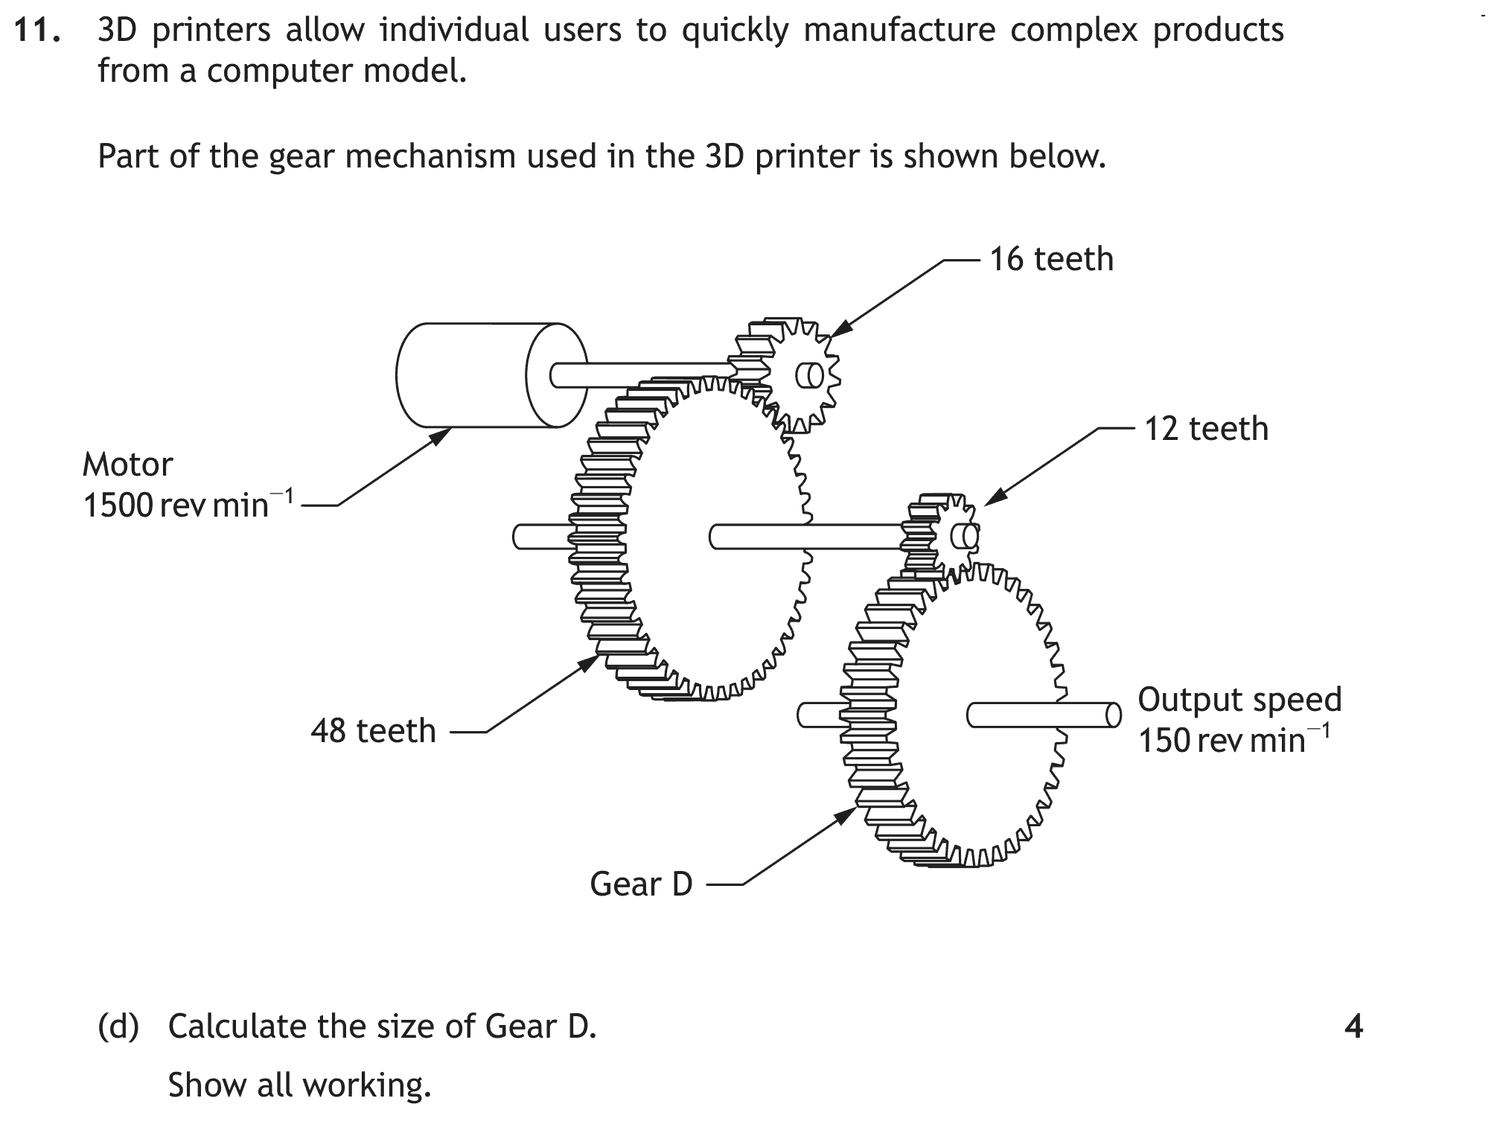 11. 3D printers allow individual users to quickly manufacture complex products
from a computer model.
Part of the gear mechanism used in the 3D printer is shown below.
16 teeth
12 teeth
Motor
1500 rev min⁻¹
48 teeth
Output speed
150 rev min⁻¹
Gear D
(d) Calculate the size of Gear D. 4
Show all working.